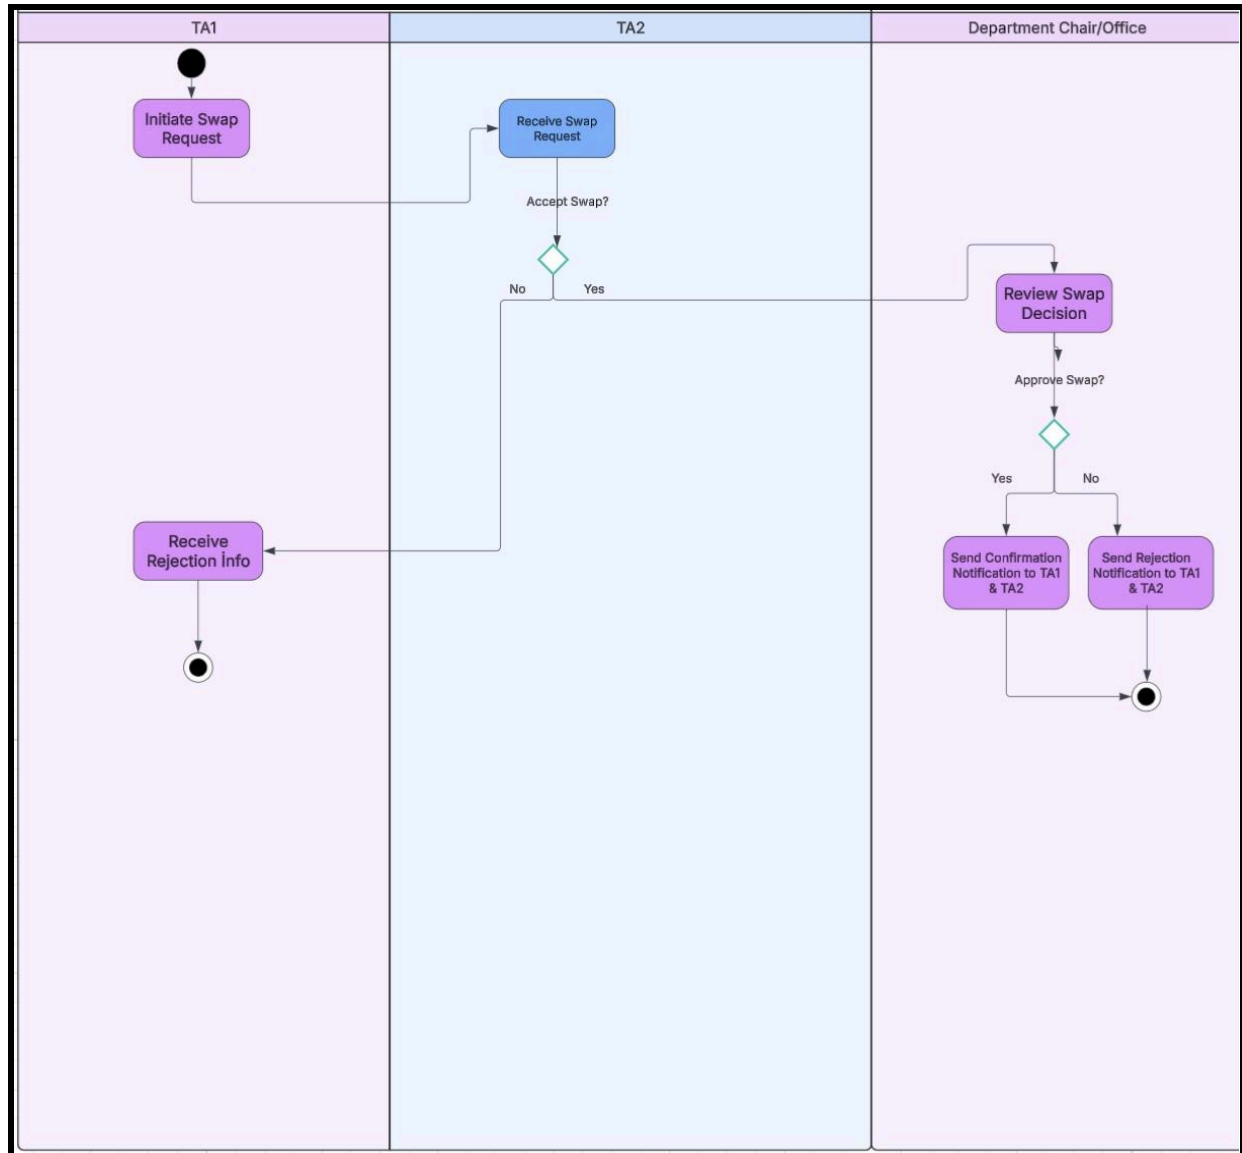 TA1
TA2
Department Chair/Office
Initiate Swap
Request
Receive Swap
Request
Accept Swap?
No
Yes
Review Swap
Decision
Approve Swap?
Yes
No
Receive
Rejection İnfo
Send Confirmation
Notification to TA1
& TA2
Send Rejection
Notification to TA1
& TA2